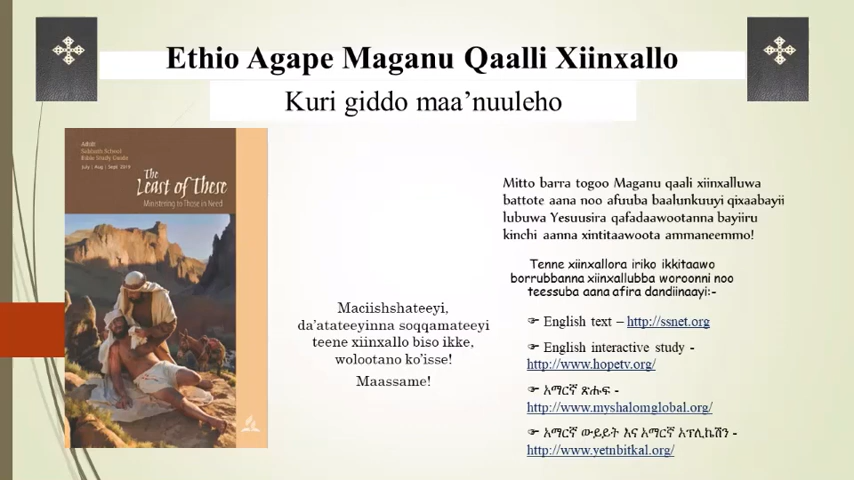 Ethio Agape Maganu Qaalli Xiinxallo
Kuri giddo maa’nuuleho
Adult
Sabbath School
Bible Study Guide
July | Aug | Sept 2019
The
Least of These
Ministering to Those in Need
Maciishshateeyi,
da’atateeyinna soqqamateeyi
teene xiinxallo biso ikke,
wolootano ko’isse!
Maassame!
Mitto barra togoo Maganu qaali xiinxalluwa
battote aana noo afuuba baalunkuuyi qixaabayii
lubuwa Yesuusira qafadaawootanna bayiiru
kinchi aanna xintitaawoota ammaneemmo!
Tenne xiinxallora iriko ikkitaawo
borrubbanna xiinxallubba woroonni noo
teessuba aana afira dandiinaayi:-
☞ English text – http://ssnet.org
☞ English interactive study -
http://www.hopetv.org/
☞ አማርኛ ጽሑፍ -
http://www.myshalomglobal.org/
☞ አማርኛ ውይይት እና አማርኛ አፕሊኬሽን -
http://www.yetnbitkal.org/